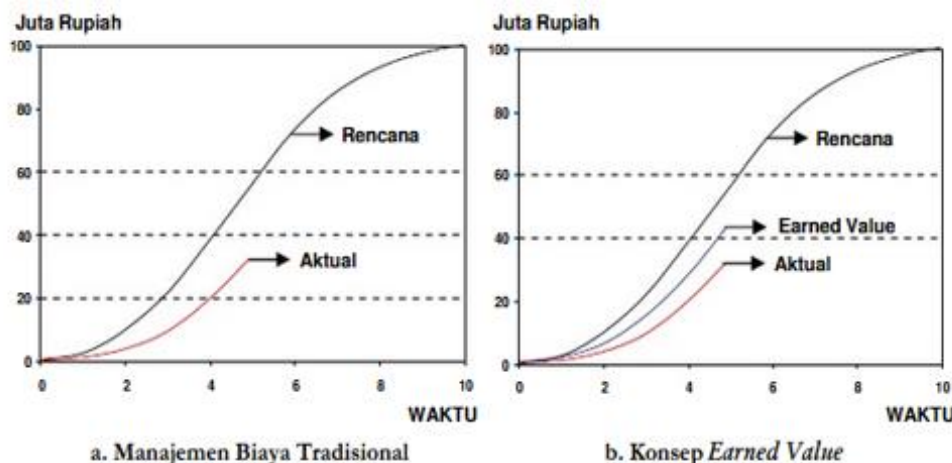 Juta Rupiah
100
80
60
40
20
0
Rencana
Aktual
0 2 4 6 8 10
WAKTU
a. Manajemen Biaya Tradisional
Juta Rupiah
100
80
60
40
20
0
Rencana
Earned Value
Aktual
0 2 4 6 8 10
WAKTU
b. Konsep Earned Value